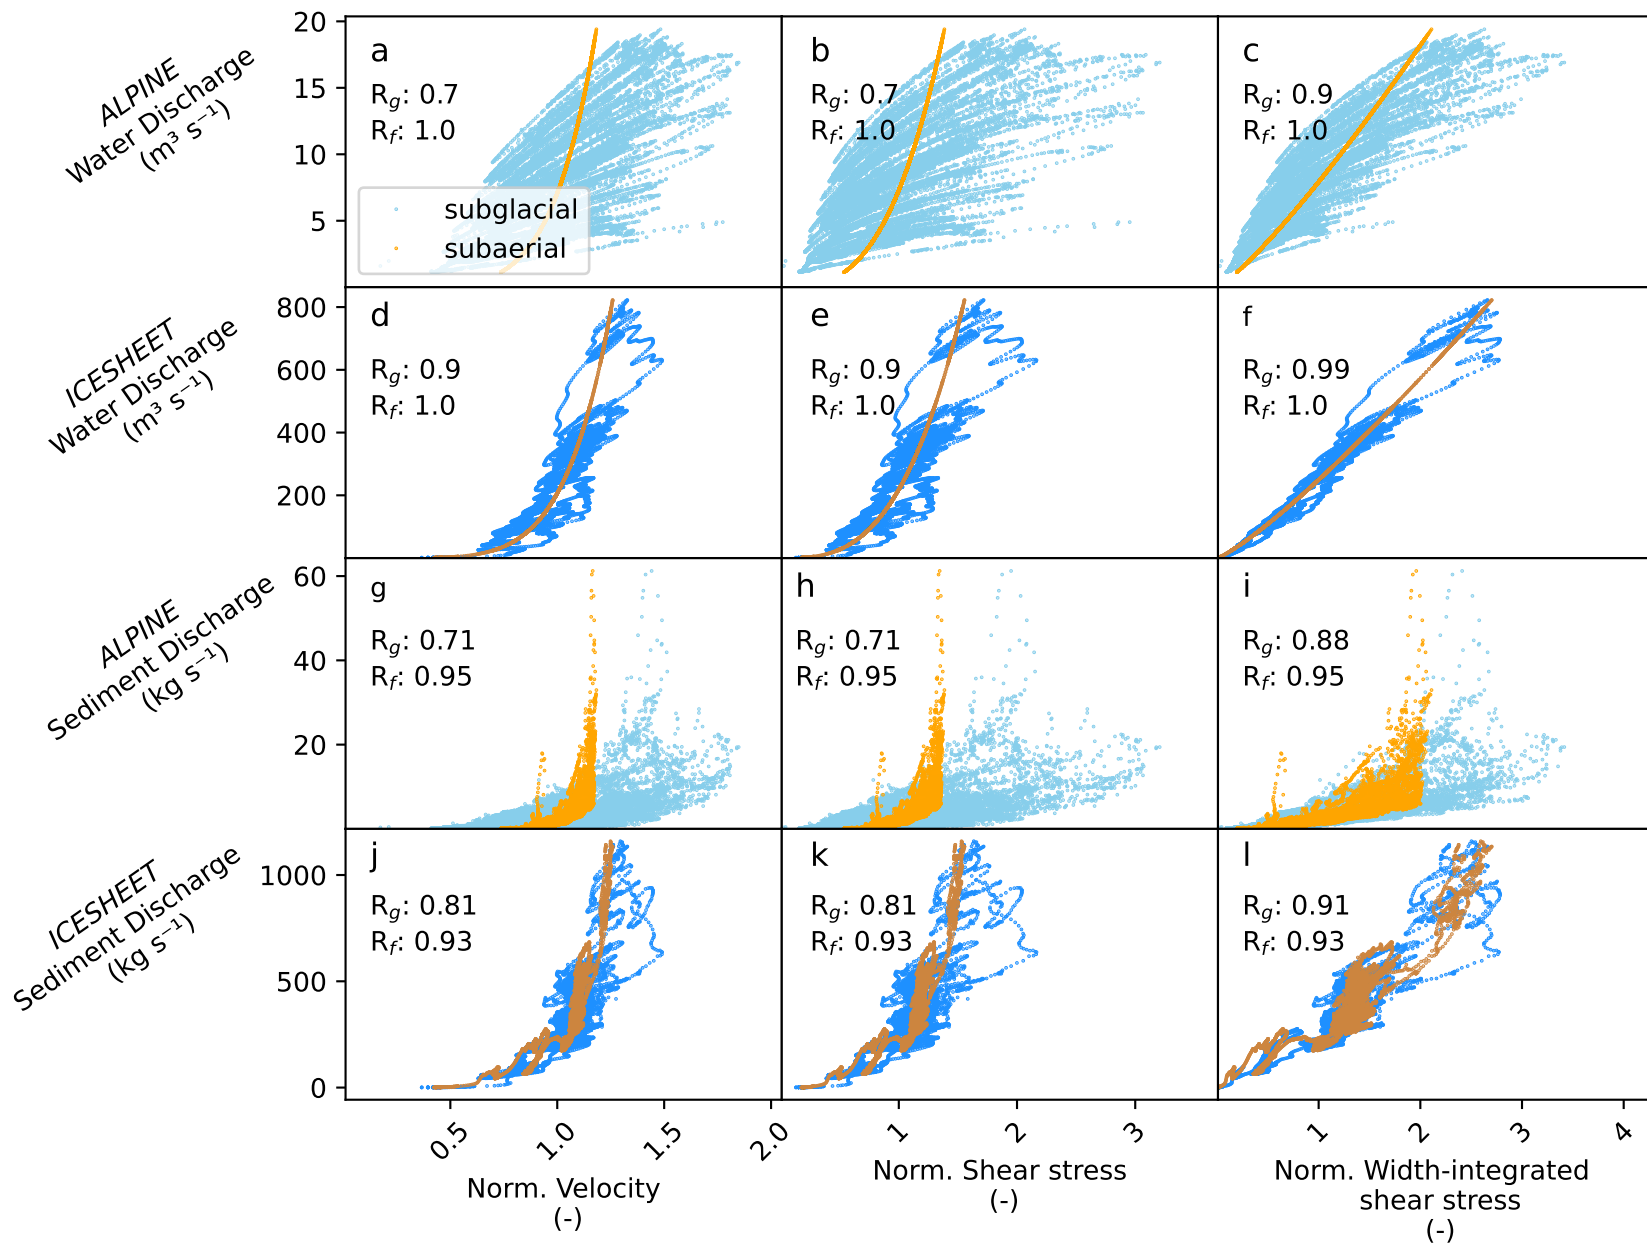 ALPINE
Water Discharge
(m³ s⁻¹)
20
15
10
5
a
R_g: 0.7
R_f: 1.0
subglacial
subaerial
b
R_g: 0.7
R_f: 1.0
c
R_g: 0.9
R_f: 1.0
ICESHEET
Water Discharge
(m³ s⁻¹)
800
600
400
200
d
R_g: 0.9
R_f: 1.0
e
R_g: 0.9
R_f: 1.0
f
R_g: 0.99
R_f: 1.0
ALPINE
Sediment Discharge
(kg s⁻¹)
60
40
20
g
R_g: 0.71
R_f: 0.95
h
R_g: 0.71
R_f: 0.95
i
R_g: 0.88
R_f: 0.95
ICESHEET
Sediment Discharge
(kg s⁻¹)
1000
500
0
j
R_g: 0.81
R_f: 0.93
k
R_g: 0.81
R_f: 0.93
l
R_g: 0.91
R_f: 0.93
0.5 1.0 1.5 2.0
Norm. Velocity
(-)
1 2 3
Norm. Shear stress
(-)
1 2 3 4
Norm. Width-integrated
shear stress
(-)